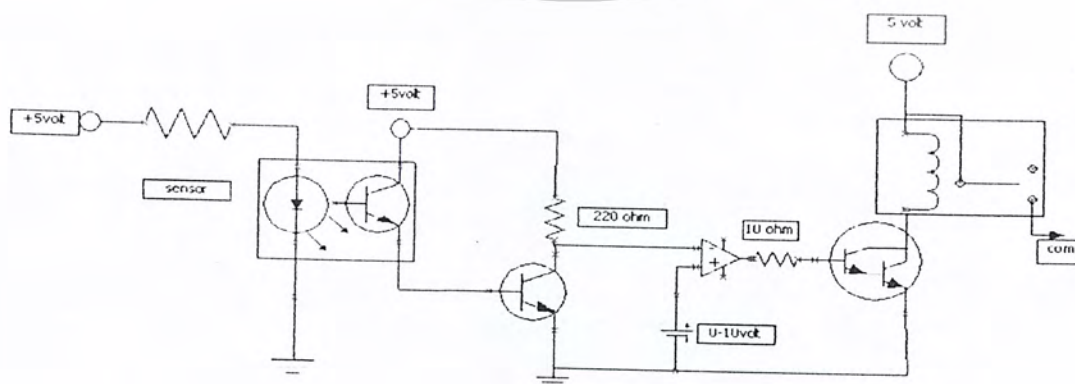 5 volt
+5volt
+5volt
sensor
220 ohm
-
+
10 ohm
com
0-10volt